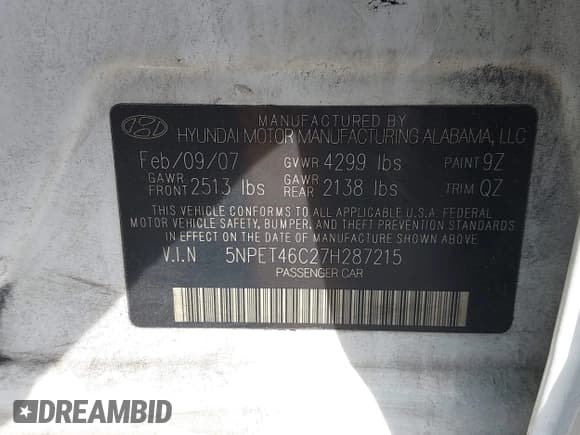 MANUFACTURED BY
HYUNDAI MOTOR MANUFACTURING ALABAMA, LLC
Feb/09/07 GVWR 4299 lbs PAINT 9Z
GAWR FRONT 2513 lbs GAWR REAR 2138 lbs TRIM QZ
THIS VEHICLE CONFORMS TO ALL APPLICABLE U.S.A. FEDERAL
MOTOR VEHICLE SAFETY, BUMPER, AND THEFT PREVENTION STANDARDS
IN EFFECT ON THE DATE OF MANUFACTURE SHOWN ABOVE
V.I.N 5NPET46C27H287215
PASSENGER CAR
DREAMBID